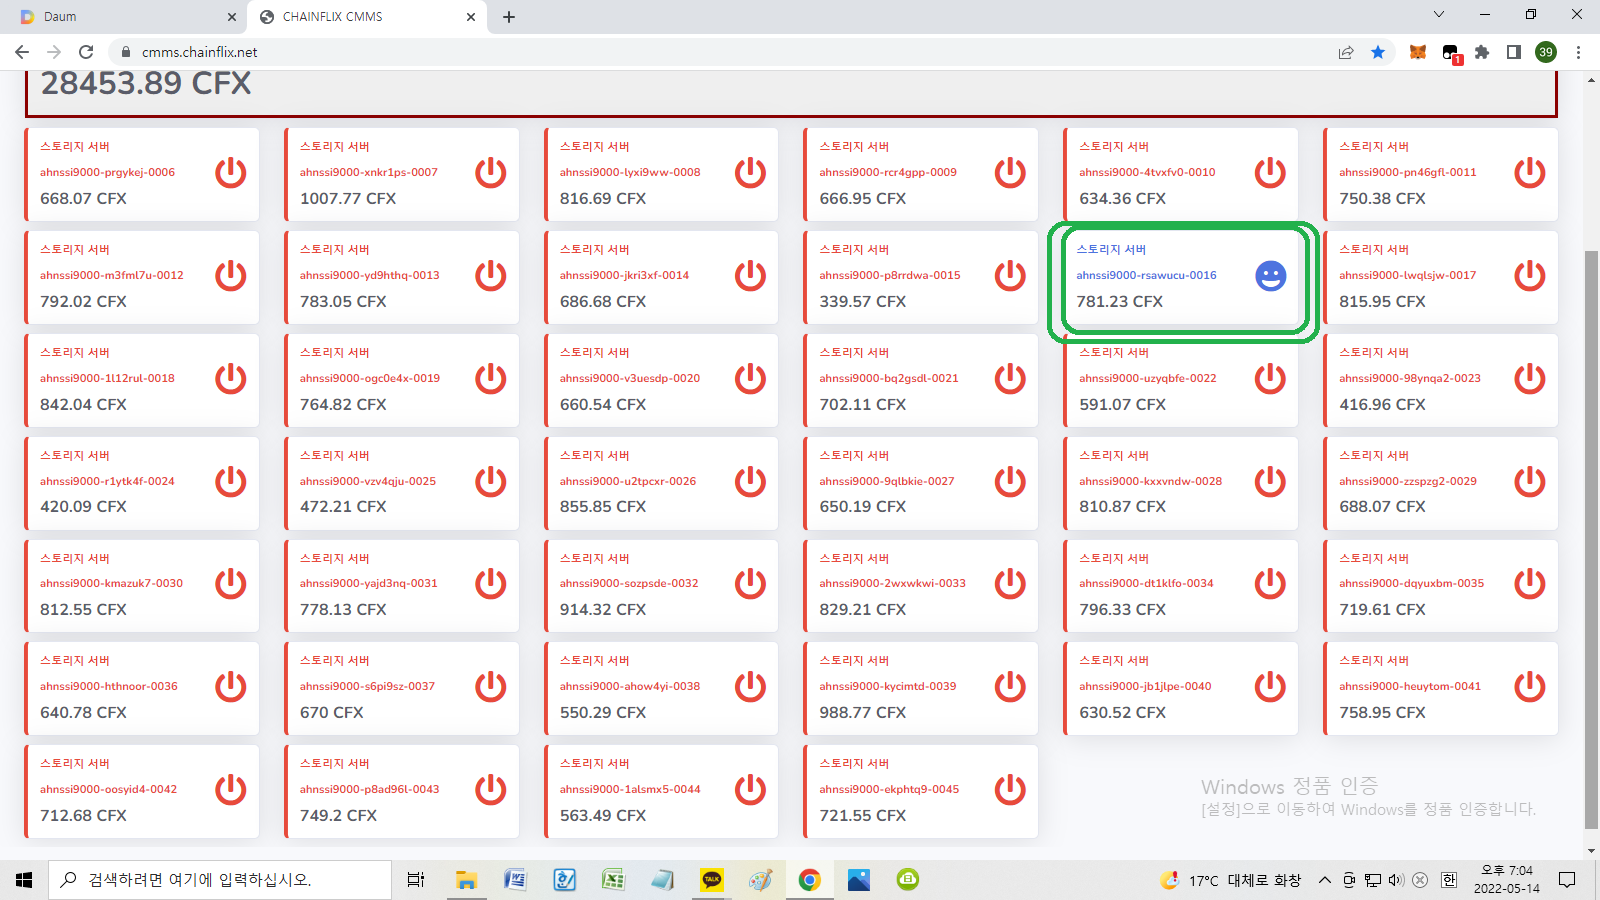 Daum
CHAINFLIX CMMS
cmms.chainflix.net
1
39
28453.89 CFX
스토리지 서버
ahnssi9000-prgykej-0006
668.07 CFX
스토리지 서버
ahnssi9000-xnkr1ps-0007
1007.77 CFX
스토리지 서버
ahnssi9000-lyxi9ww-0008
816.69 CFX
스토리지 서버
ahnssi9000-rcr4gpp-0009
666.95 CFX
스토리지 서버
ahnssi9000-4tvxfv0-0010
634.36 CFX
스토리지 서버
ahnssi9000-pn46gfl-0011
750.38 CFX
스토리지 서버
ahnssi9000-m3fml7u-0012
792.02 CFX
스토리지 서버
ahnssi9000-yd9hthq-0013
783.05 CFX
스토리지 서버
ahnssi9000-jkri3xf-0014
686.68 CFX
스토리지 서버
ahnssi9000-p8rrdwa-0015
339.57 CFX
스토리지 서버
ahnssi9000-rsawucu-0016
781.23 CFX
스토리지 서버
ahnssi9000-lwqlsjw-0017
815.95 CFX
스토리지 서버
ahnssi9000-1l12rul-0018
842.04 CFX
스토리지 서버
ahnssi9000-ogc0e4x-0019
764.82 CFX
스토리지 서버
ahnssi9000-v3uesdp-0020
660.54 CFX
스토리지 서버
ahnssi9000-bq2gsdl-0021
702.11 CFX
스토리지 서버
ahnssi9000-uzyqbfe-0022
591.07 CFX
스토리지 서버
ahnssi9000-98ynqa2-0023
416.96 CFX
스토리지 서버
ahnssi9000-r1ytk4f-0024
420.09 CFX
스토리지 서버
ahnssi9000-vzv4qju-0025
472.21 CFX
스토리지 서버
ahnssi9000-u2tpcxr-0026
855.85 CFX
스토리지 서버
ahnssi9000-9qlbkie-0027
650.19 CFX
스토리지 서버
ahnssi9000-kxxvndw-0028
810.87 CFX
스토리지 서버
ahnssi9000-zzspzg2-0029
688.07 CFX
스토리지 서버
ahnssi9000-kmazuk7-0030
812.55 CFX
스토리지 서버
ahnssi9000-yajd3nq-0031
778.13 CFX
스토리지 서버
ahnssi9000-sozpsde-0032
914.32 CFX
스토리지 서버
ahnssi9000-2wxwkwi-0033
829.21 CFX
스토리지 서버
ahnssi9000-dt1klfo-0034
796.33 CFX
스토리지 서버
ahnssi9000-dqyuxbm-0035
719.61 CFX
스토리지 서버
ahnssi9000-hthnoor-0036
640.78 CFX
스토리지 서버
ahnssi9000-s6pi9sz-0037
670 CFX
스토리지 서버
ahnssi9000-ahow4yi-0038
550.29 CFX
스토리지 서버
ahnssi9000-kycimtd-0039
988.77 CFX
스토리지 서버
ahnssi9000-jb1jlpe-0040
630.52 CFX
스토리지 서버
ahnssi9000-heuytom-0041
758.95 CFX
스토리지 서버
ahnssi9000-oosyid4-0042
712.68 CFX
스토리지 서버
ahnssi9000-p8ad96l-0043
749.2 CFX
스토리지 서버
ahnssi9000-1alsmx5-0044
563.49 CFX
스토리지 서버
ahnssi9000-ekphtq9-0045
721.55 CFX
Windows 정품 인증
[설정]으로 이동하여 Windows를 정품 인증합니다.
검색하려면 여기에 입력하십시오.
TALK
17°C 대체로 화창
한
오후 7:04
2022-05-14